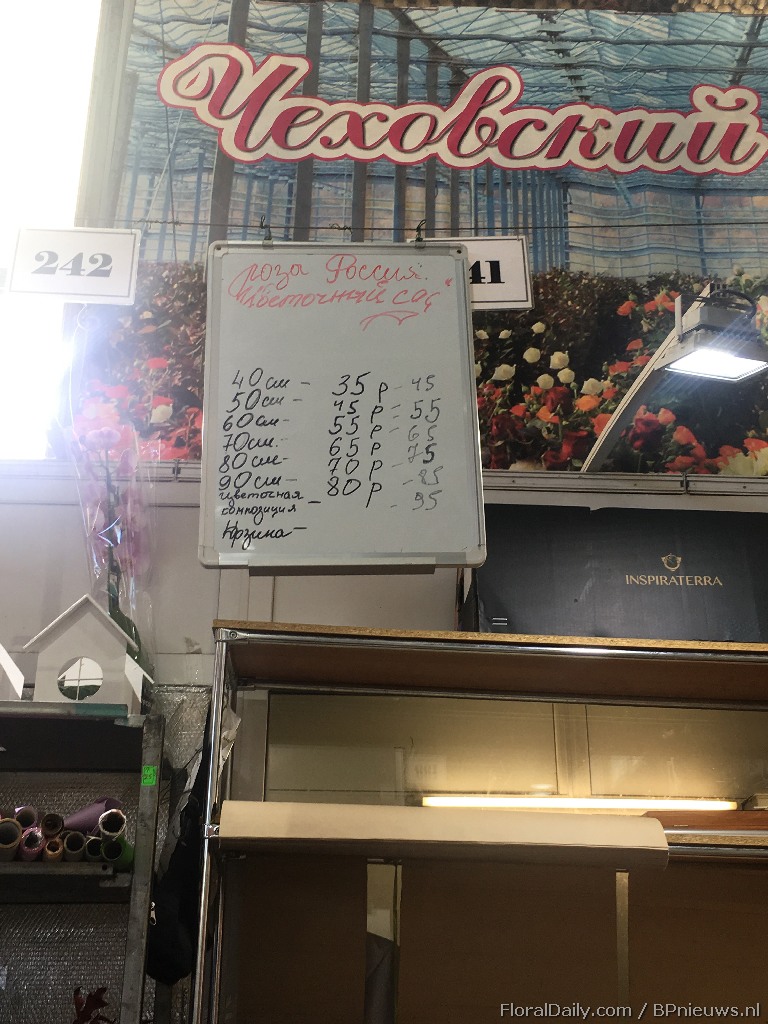 Чеховский
242
41
роза Россия.
"Цветочный сад"
40см – 35 р – 45
50см – 45 р – 55
60см – 55 р – 65
70см – 65 р – 75
80см – 70 р – 85
90см – 80 р – 95
цветочная
композиция –
Крзина –
INSPIRATERRA
FloralDaily.com / BPnieuws.nl